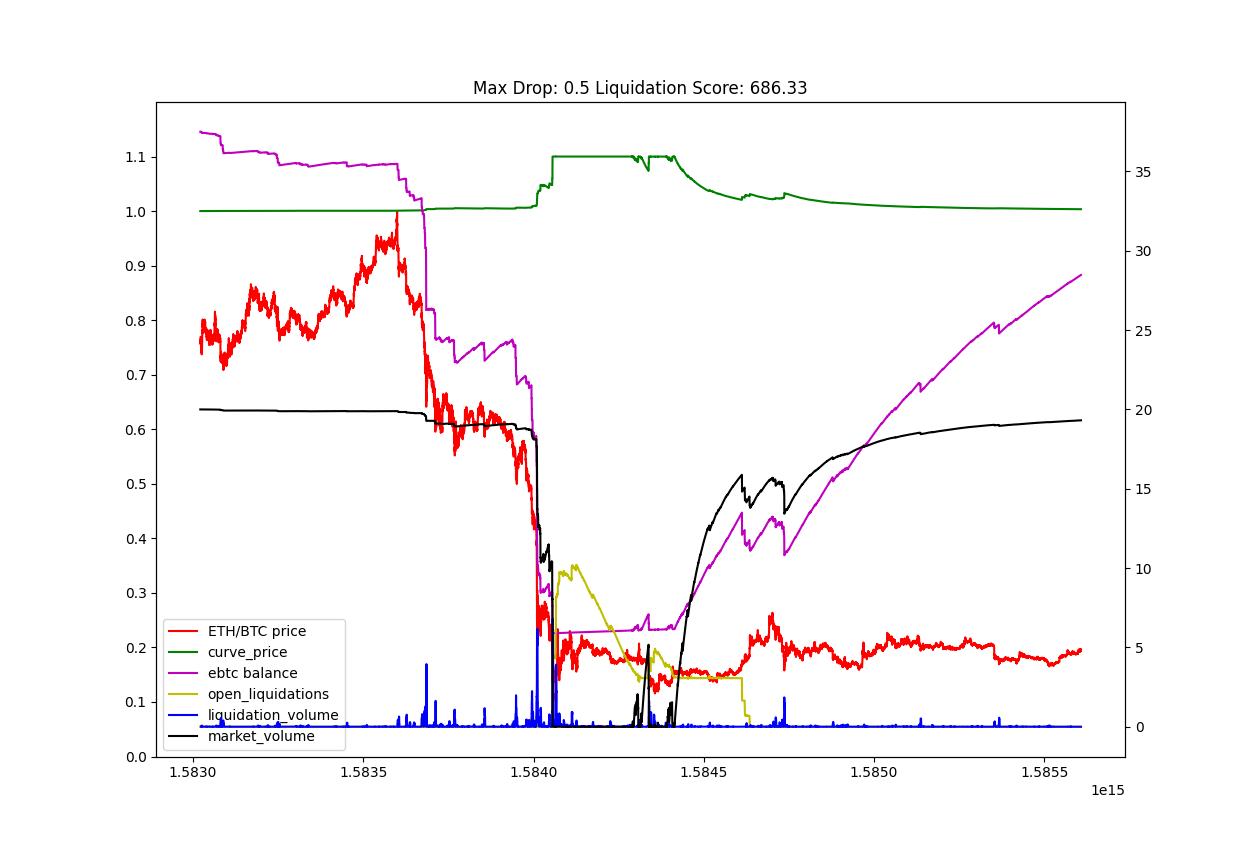 Max Drop: 0.5 Liquidation Score: 686.33
1.1
1.0
0.9
0.8
0.7
0.6
0.5
0.4
0.3
0.2
0.1
0.0
35
30
25
20
15
10
5
0
ETH/BTC price
curve_price
ebtc balance
open_liquidations
liquidation_volume
market_volume
1.5830 1.5835 1.5840 1.5845 1.5850 1.5855
1e15